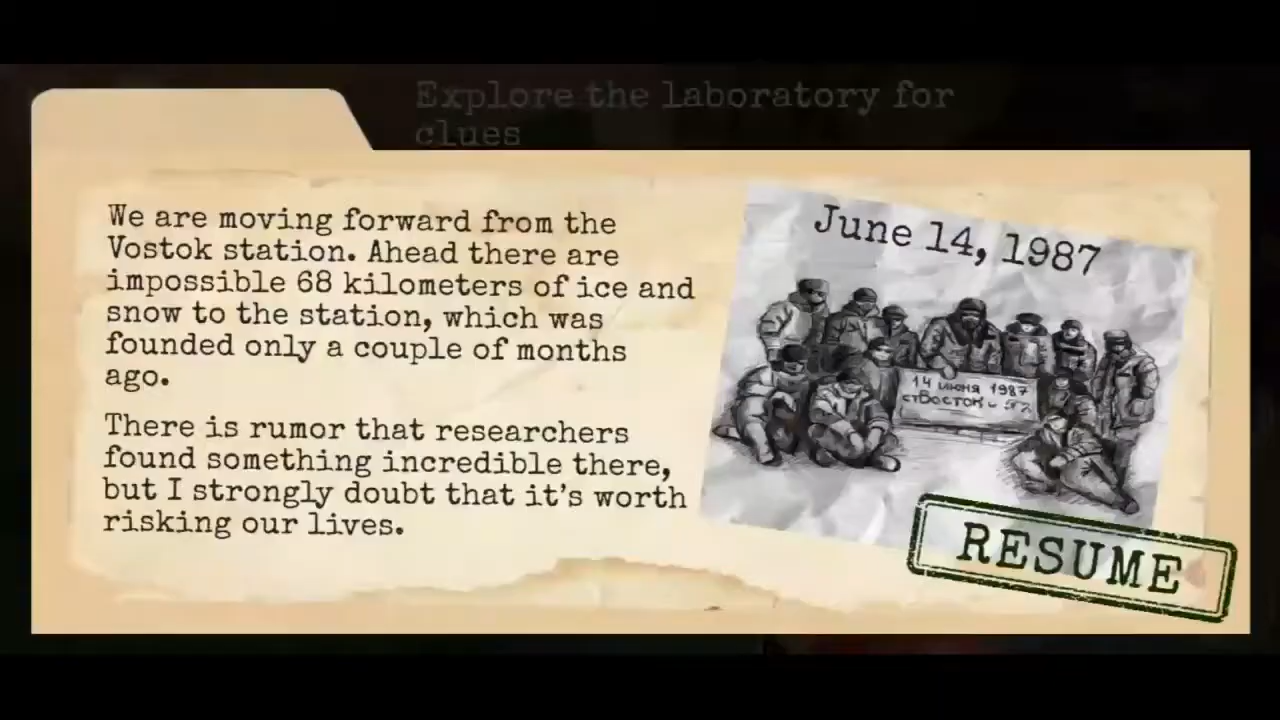 Explore the laboratory for
clues
We are moving forward from the
Vostok station. Ahead there are
impossible 68 kilometers of ice and
snow to the station, which was
founded only a couple of months
ago.
There is rumor that researchers
found something incredible there,
but I strongly doubt that it's worth
risking our lives.
June 14, 1987
14 июня 1987
стВосток
RESUME